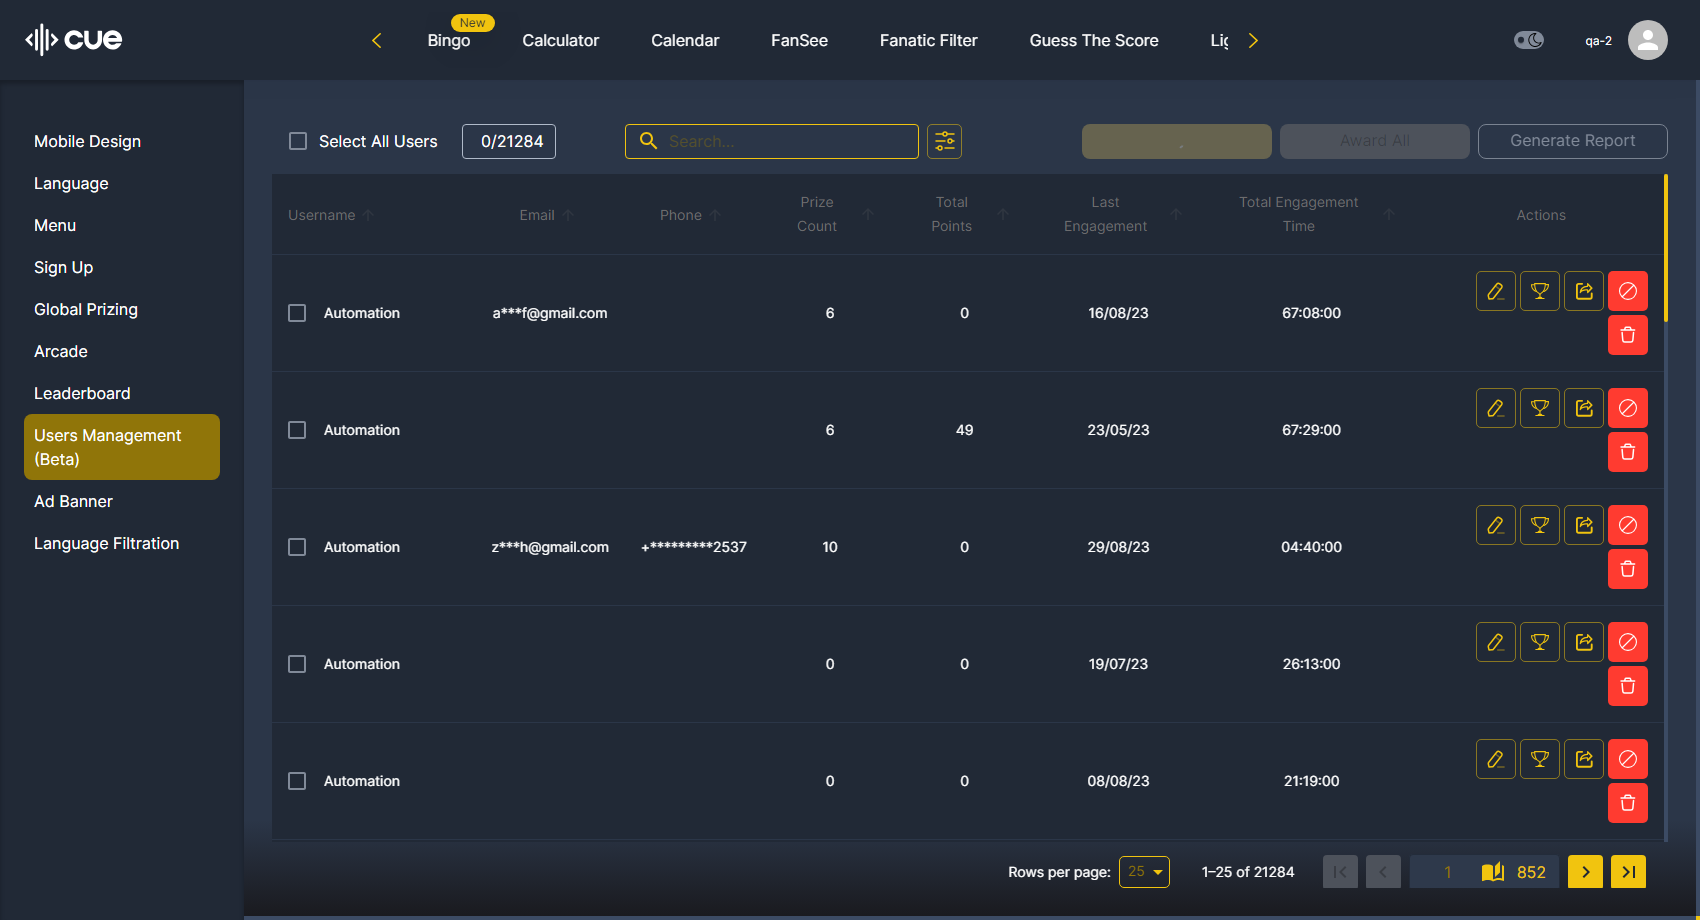 cue
New
Bingo
Calculator
Calendar
FanSee
Fanatic Filter
Guess The Score
qa-2
Mobile Design
Language
Menu
Sign Up
Global Prizing
Arcade
Leaderboard
Users Management
(Beta)
Ad Banner
Language Filtration
Select All Users
0/21284
Search...
Award All
Generate Report
Username Email Phone Prize Count Total Points Last Engagement Total Engagement Time Actions
Automation a***f@gmail.com 6 0 16/08/23 67:08:00
Automation 6 49 23/05/23 67:29:00
Automation z***h@gmail.com +*********2537 10 0 29/08/23 04:40:00
Automation 0 0 19/07/23 26:13:00
Automation 0 0 08/08/23 21:19:00
Rows per page: 25 1–25 of 21284 1 852